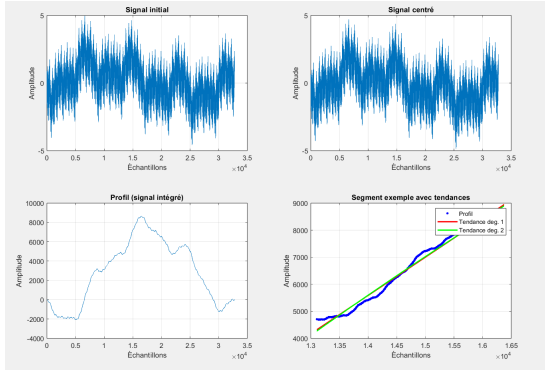 Signal initial
5
0
-5
Amplitude
0 0.5 1 1.5 2 2.5 3 3.5
Échantillons
×10⁴
Signal centré
5
0
-5
Amplitude
0 0.5 1 1.5 2 2.5 3 3.5
Échantillons
×10⁴
Profil (signal intégré)
10000
8000
6000
4000
2000
0
-2000
-4000
Amplitude
0 0.5 1 1.5 2 2.5 3 3.5
Échantillons
×10⁴
Segment exemple avec tendances
9000
8000
7000
6000
5000
4000
Amplitude
Profil
Tendance deg. 1
Tendance deg. 2
1.3 1.35 1.4 1.45 1.5 1.55 1.6 1.65
Échantillons
×10⁴